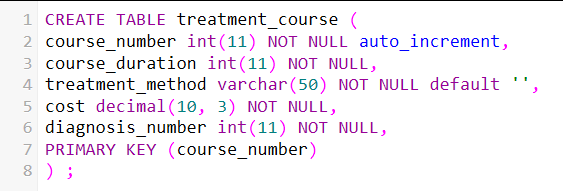 1 CREATE TABLE treatment_course (
2 course_number int(11) NOT NULL auto_increment,
3 course_duration int(11) NOT NULL,
4 treatment_method varchar(50) NOT NULL default '',
5 cost decimal(10, 3) NOT NULL,
6 diagnosis_number int(11) NOT NULL,
7 PRIMARY KEY (course_number)
8 ) ;